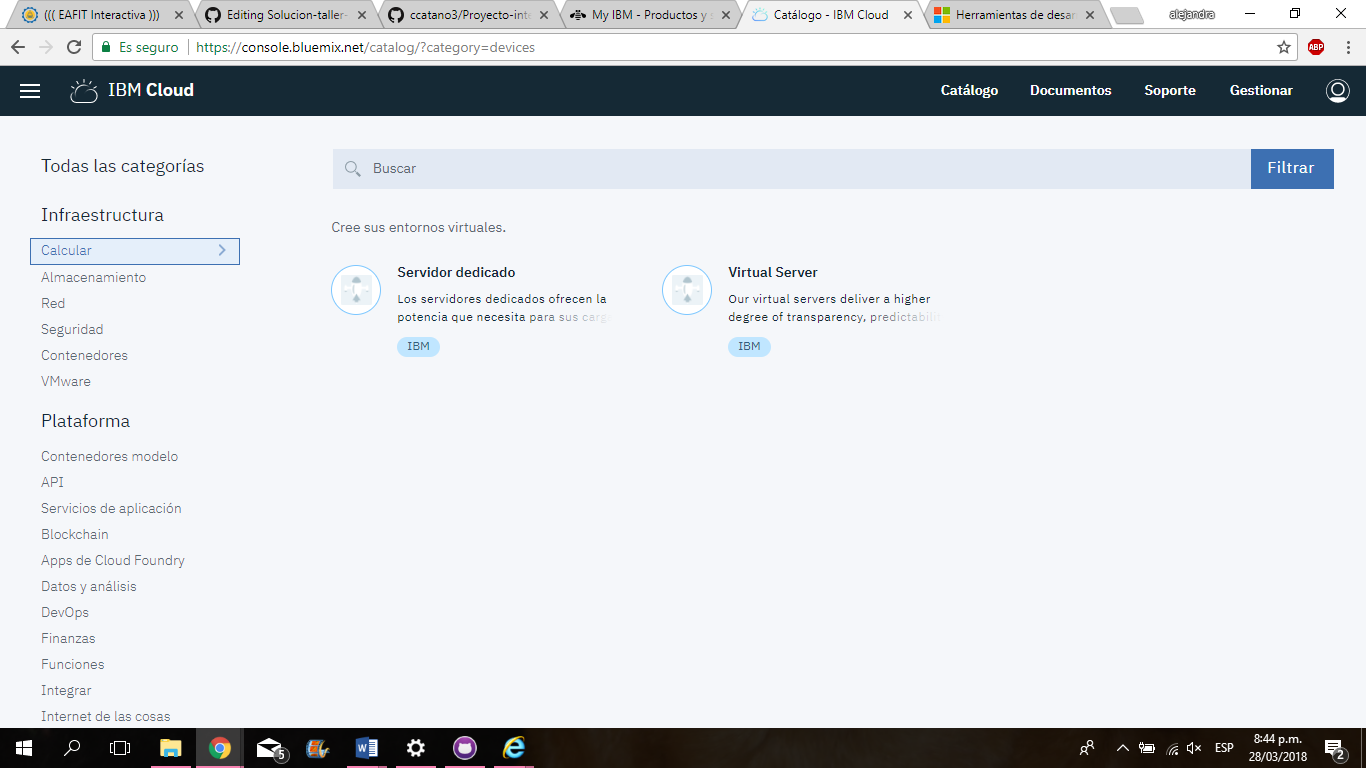 ((( EAFIT Interactiva )))
Editing Solucion-taller-
ccatano3/Proyecto-inte
My IBM - Productos y s
Catálogo - IBM Cloud
Herramientas de desar
alejandra
Es seguro
https://console.bluemix.net/catalog/?category=devices
ABP
IBM Cloud
Catálogo
Documentos
Soporte
Gestionar
Todas las categorías
Buscar
Filtrar
Infraestructura
Cree sus entornos virtuales.
Calcular
Almacenamiento
Red
Seguridad
Contenedores
VMware
Servidor dedicado
Los servidores dedicados ofrecen la
potencia que necesita para sus carg
IBM
Virtual Server
Our virtual servers deliver a higher
degree of transparency, predictabili
IBM
Plataforma
Contenedores modelo
API
Servicios de aplicación
Blockchain
Apps de Cloud Foundry
Datos y análisis
DevOps
Finanzas
Funciones
Integrar
Internet de las cosas
5
ESP
8:44 p.m.
28/03/2018
2